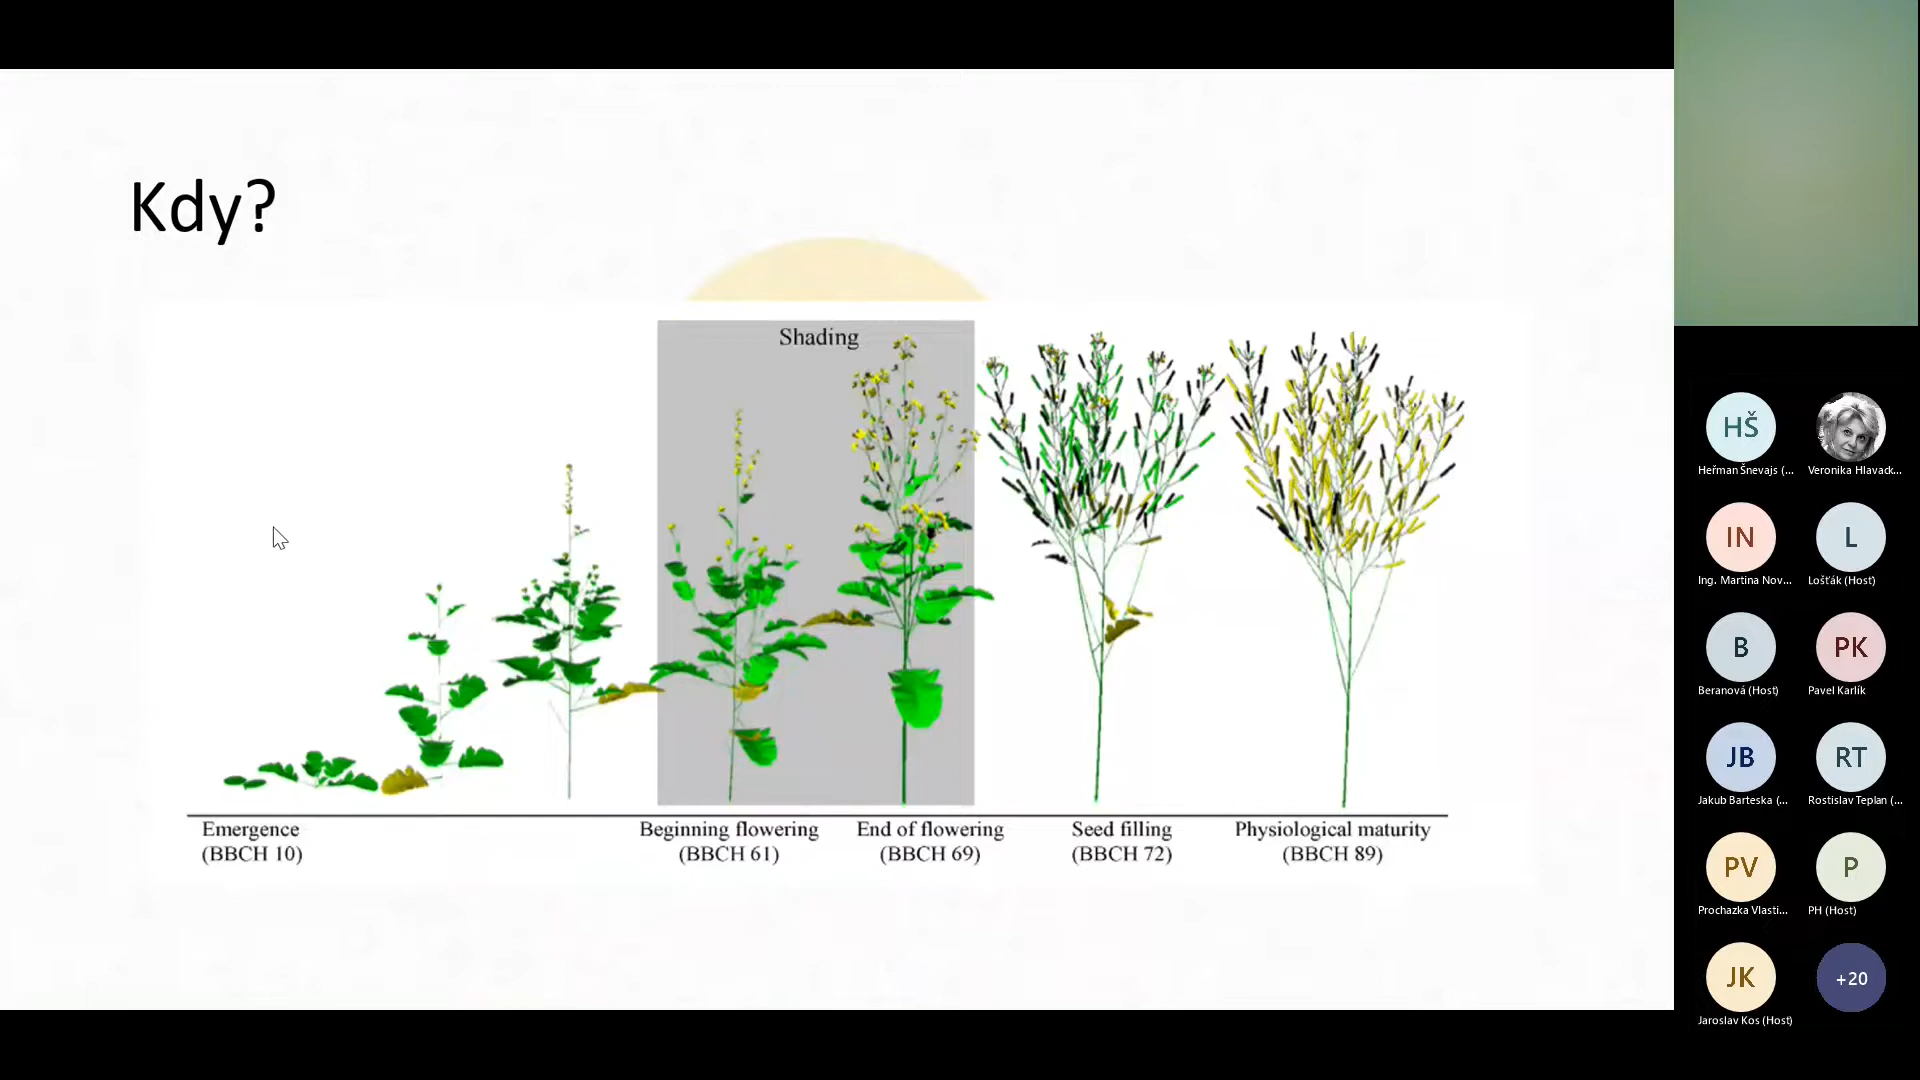 Kdy?
Shading
Emergence
(BBCH 10)
Beginning flowering
(BBCH 61)
End of flowering
(BBCH 69)
Seed filling
(BBCH 72)
Physiological maturity
(BBCH 89)
HŠ
Heřman Šnevajs (...
Veronika Hlavack...
IN
Ing. Martina Nov...
L
Lošťák (Host)
B
Beranová (Host)
PK
Pavel Karlík
JB
Jakub Barteska (...
RT
Rostislav Teplan (...
PV
Prochazka Vlasti...
P
PH (Host)
JK
Jaroslav Kos (Host)
+20